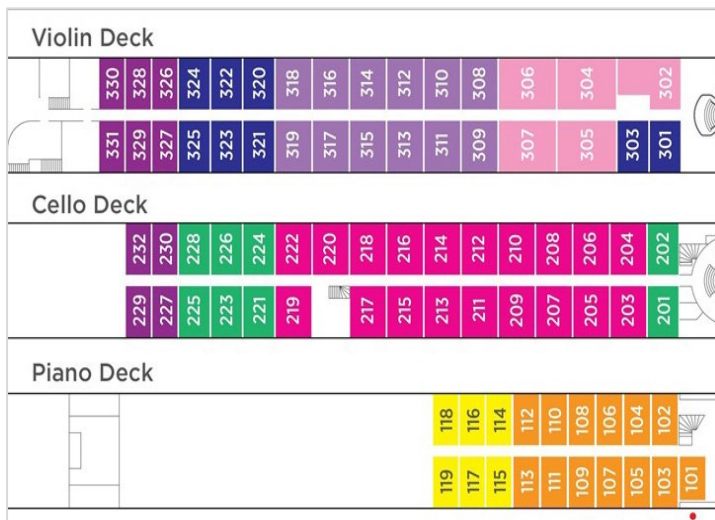 Violin Deck
330 328 326 324 322 320 318 316 314 312 310 308 306 304 302
331 329 327 325 323 321 319 317 315 313 311 309 307 305 303 301
Cello Deck
232 230 228 226 224 222 220 218 216 214 212 210 208 206 204 202
229 227 225 223 221 219 217 215 213 211 209 207 205 203 201
Piano Deck
118 116 114 112 110 108 106 104 102
119 117 115 113 111 109 107 105 103 101